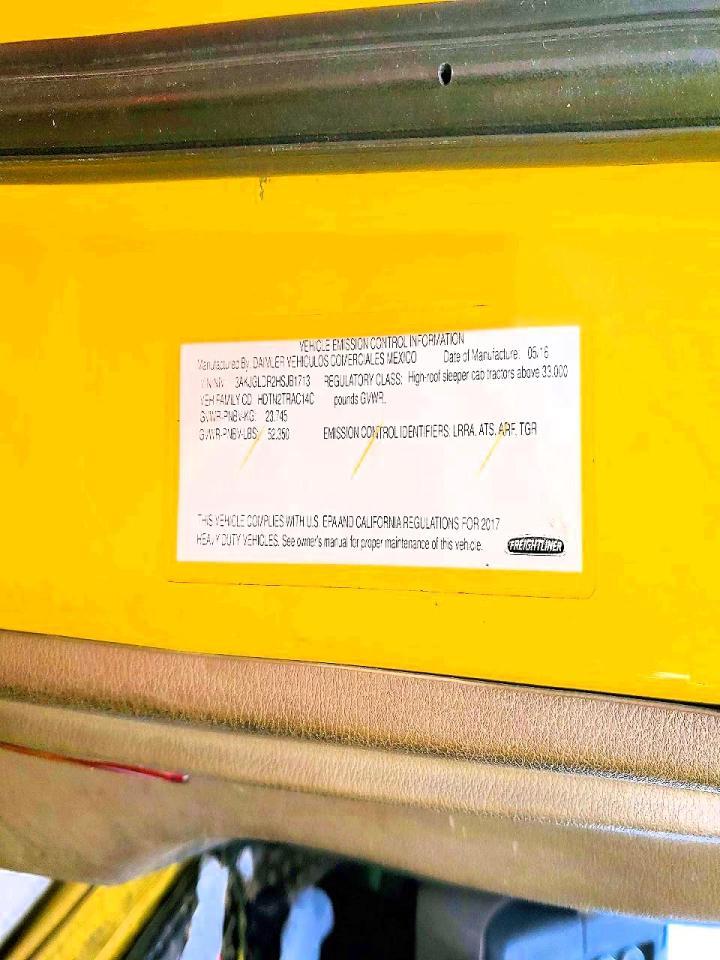 VEHICLE EMISSION CONTROL INFORMATION
Manufactured By: DAIMLER VEHICULOS COMERCIALES MEXICO Date of Manufacture: 05/16
VIN/NIV: 3AKJGLDR2HSJB1713 REGULATORY CLASS: High-roof sleeper cab tractors above 33,000
VEH FAMILY CD: HDTN2TRAC14C pounds GVWR.
GVWR-PNBV-KG: 23,745
GVWR-PNBV-LBS: 52,350 EMISSION CONTROL IDENTIFIERS: LRRA, ATS, ARF, TGR
THIS VEHICLE COMPLIES WITH U.S. EPA AND CALIFORNIA REGULATIONS FOR 2017
HEAVY DUTY VEHICLES. See owner's manual for proper maintenance of this vehicle.
FREIGHTLINER